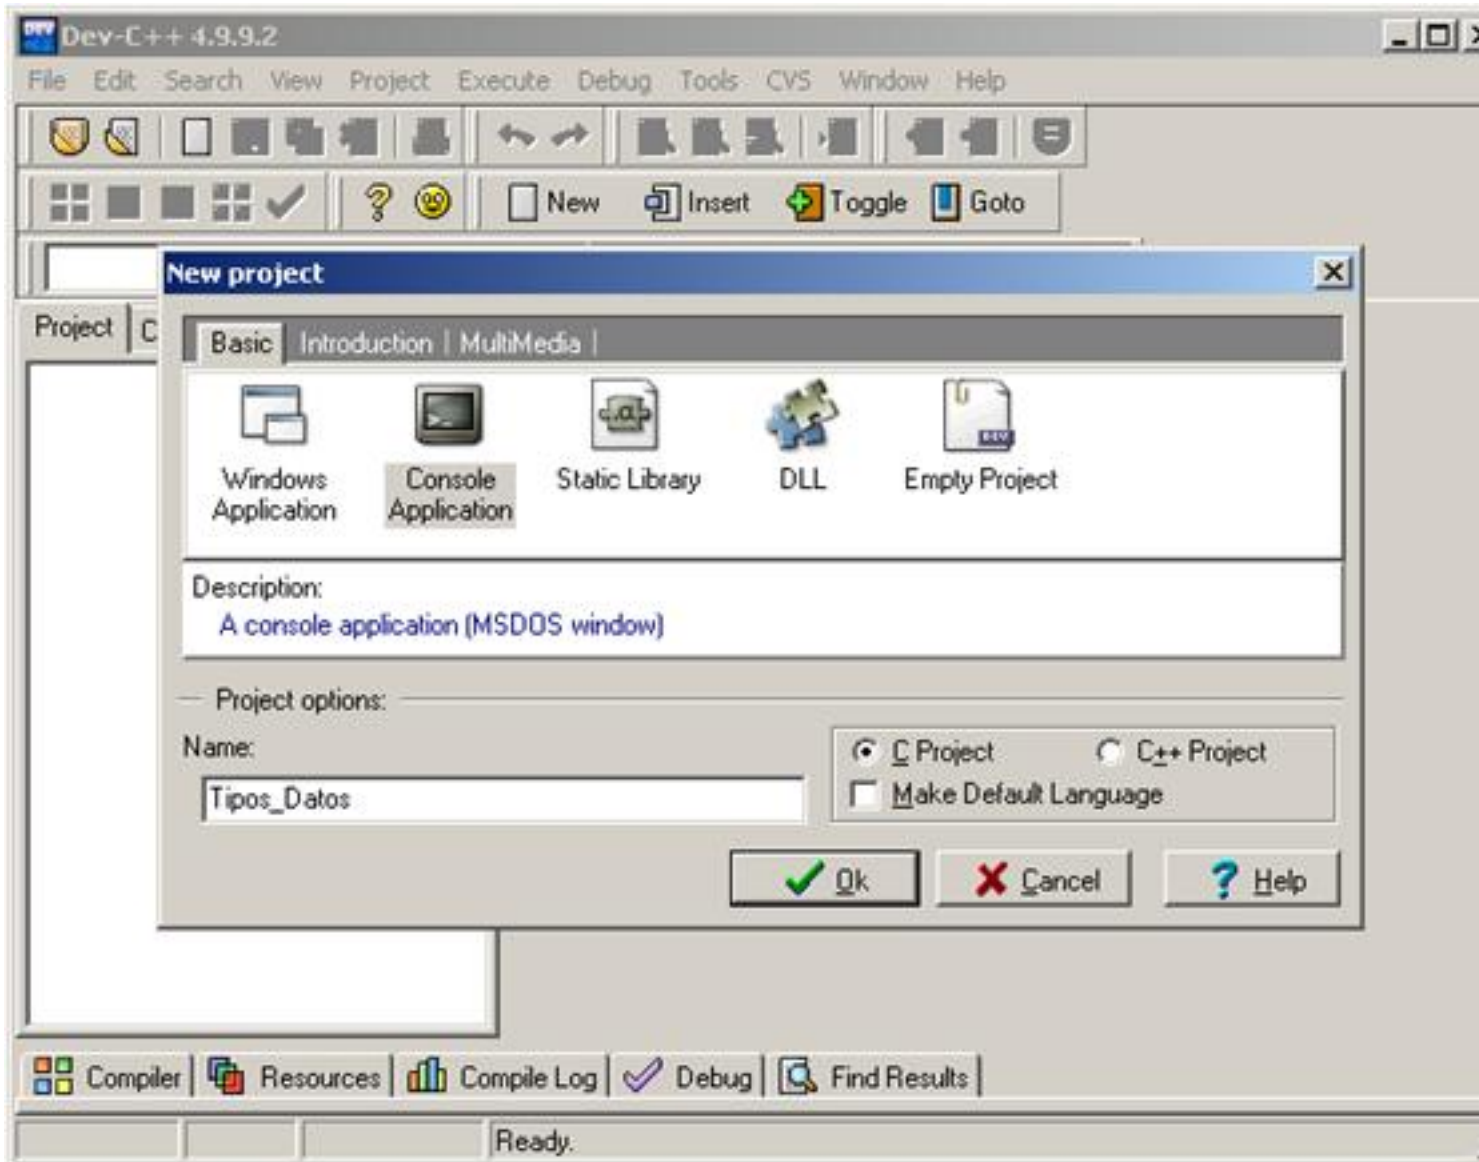 Dev-C++ 4.9.9.2
File Edit Search View Project Execute Debug Tools CVS Window Help
New Insert Toggle Goto
New project
Project C
Basic Introduction MultiMedia
Windows Application
Console Application
Static Library
DLL
Empty Project
Description:
A console application (MSDOS window)
Project options:
Name:
C Project C++ Project
Tipos_Datos
Make Default Language
Ok Cancel Help
Compiler Resources Compile Log Debug Find Results
Ready.